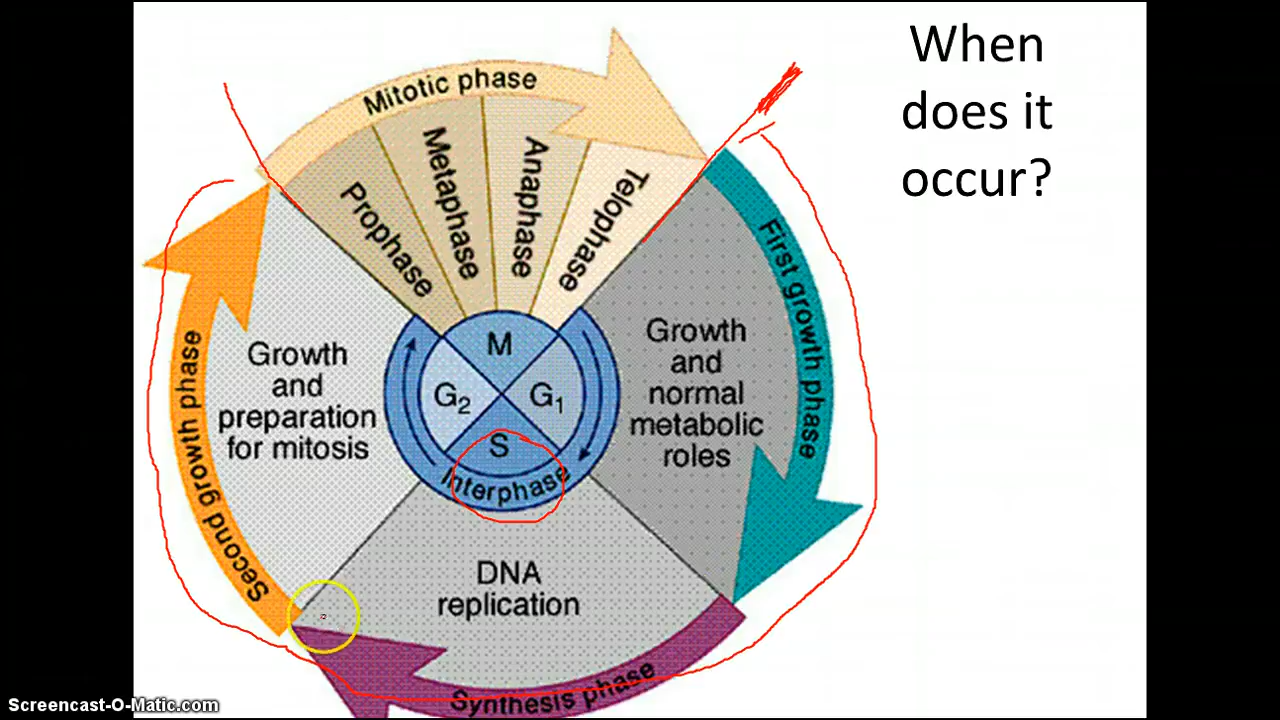 When
does it
occur?
Mitotic phase
Prophase
Metaphase
Anaphase
Telophase
First growth phase
Growth
and
normal
metabolic
roles
Growth
and
preparation
for mitosis
Second growth phase
M
G₂
G₁
S
Interphase
DNA
replication
Synthesis phase
Screencast-O-Matic.com